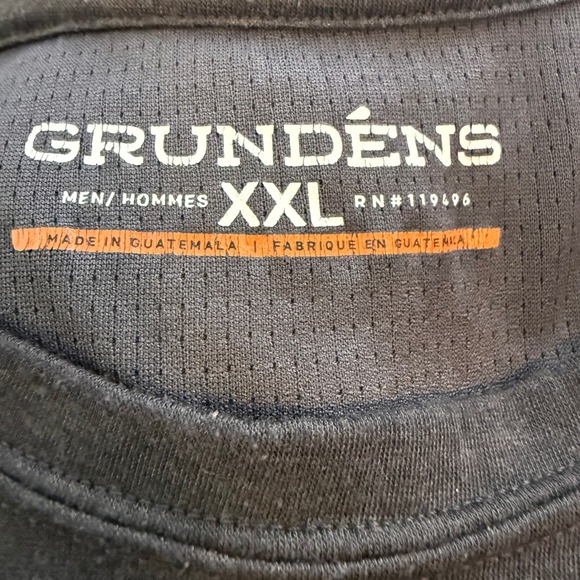 GRUNDÉNS
MEN/HOMMES XXL RN#119496
MADE IN GUATEMALA | FABRIQUE EN GUATEMALA